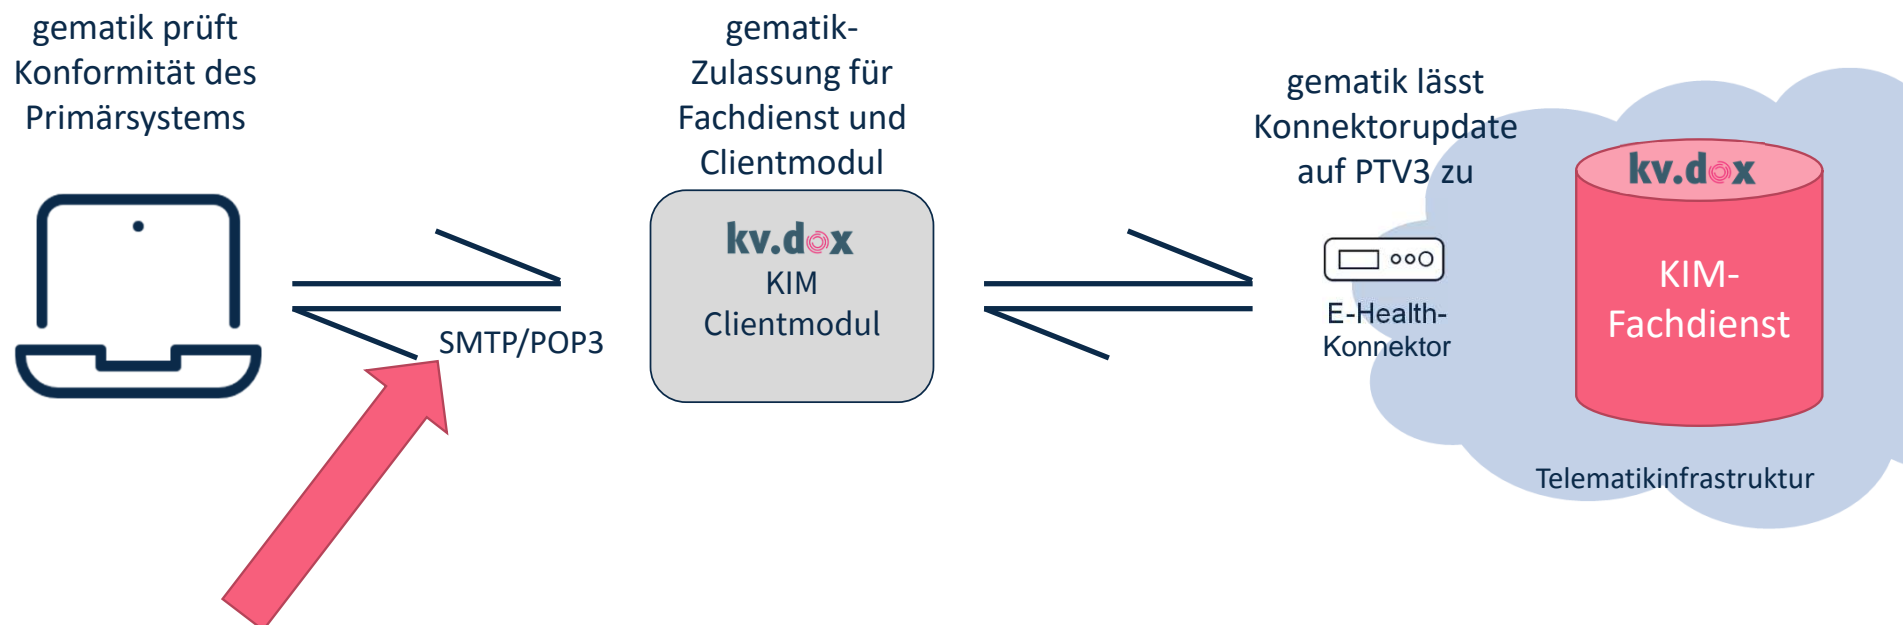 gematik prüft
Konformität des
Primärsystems
gematik-
Zulassung für
Fachdienst und
Clientmodul
gematik lässt
Konnektorupdate
auf PTV3 zu
SMTP/POP3
kv.dox
KIM
Clientmodul
E-Health-
Konnektor
kv.dox
KIM-
Fachdienst
Telematikinfrastruktur